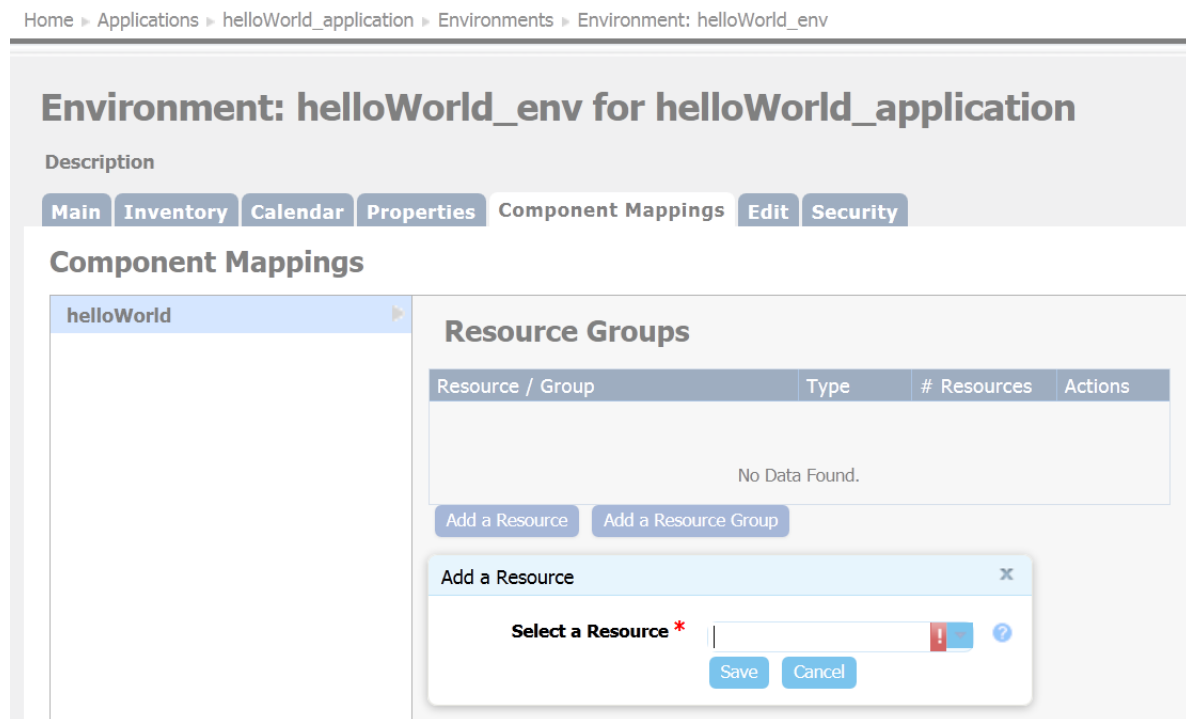 Home ▸ Applications ▸ helloWorld_application ▸ Environments ▸ Environment: helloWorld_env
Environment: helloWorld_env for helloWorld_application
Description
Main Inventory Calendar Properties Component Mappings Edit Security
Component Mappings
helloWorld
Resource Groups
Resource / Group Type # Resources Actions
No Data Found.
Add a Resource Add a Resource Group
Add a Resource x
Select a Resource * ! ?
Save Cancel